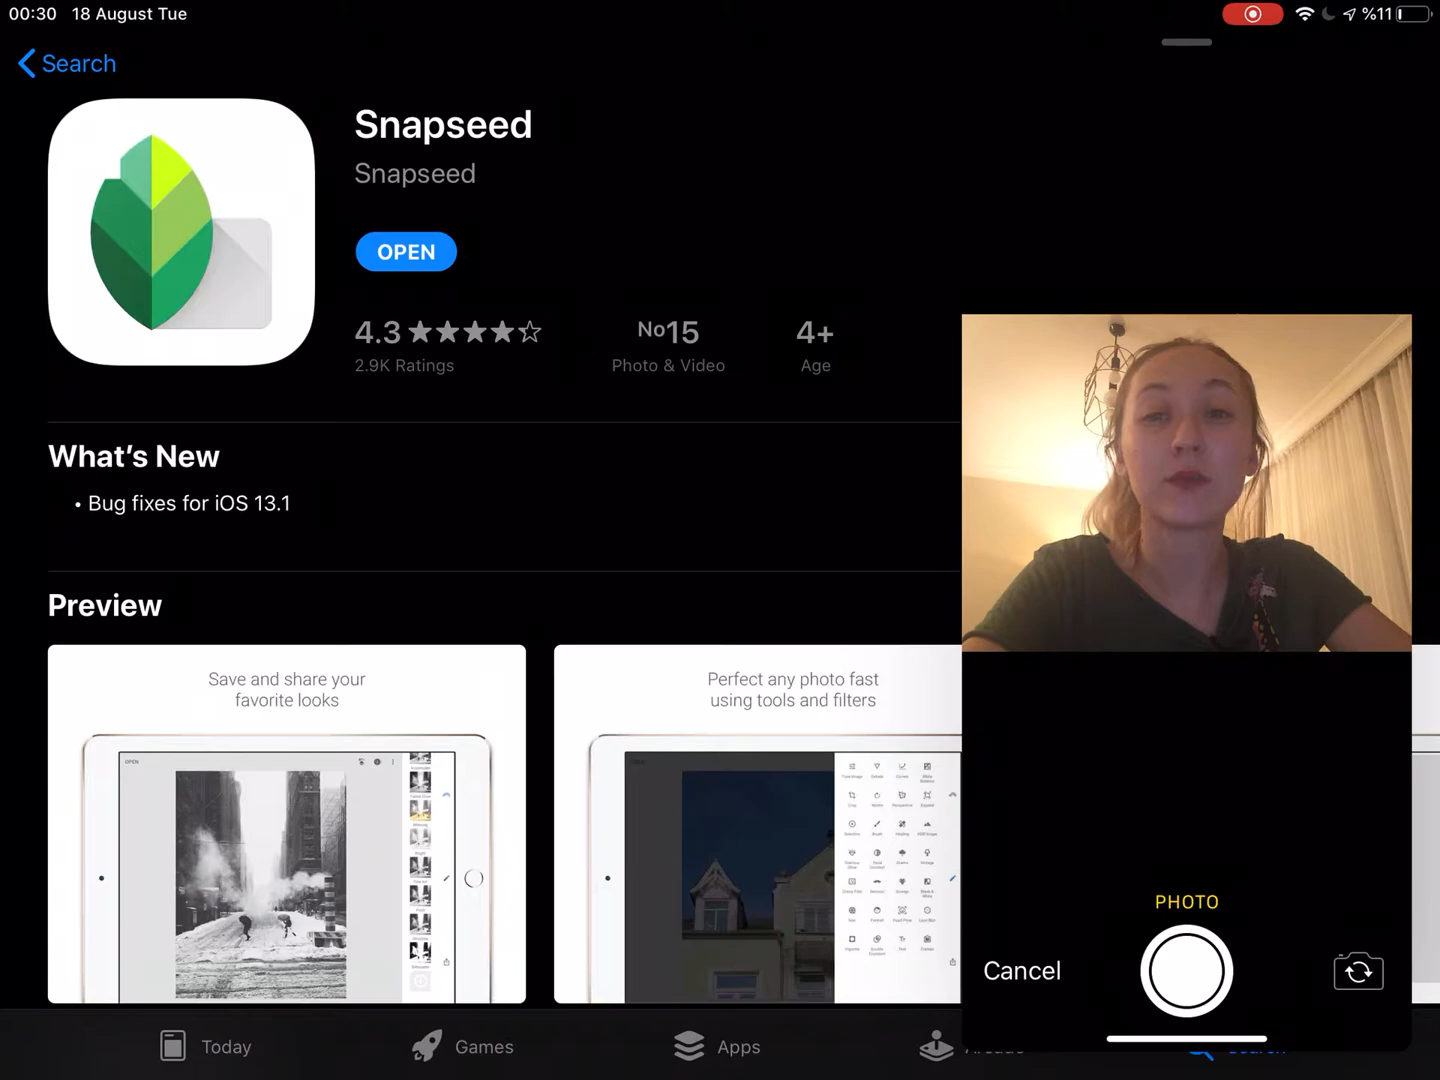 00:30 18 August Tue
%11
Search
Snapseed
Snapseed
OPEN
4.3
2.9K Ratings
No15
Photo & Video
4+
Age
What's New
• Bug fixes for iOS 13.1
Preview
Save and share your
favorite looks
OPEN
Perfect any photo fast
using tools and filters
PHOTO
Cancel
Today
Games
Apps